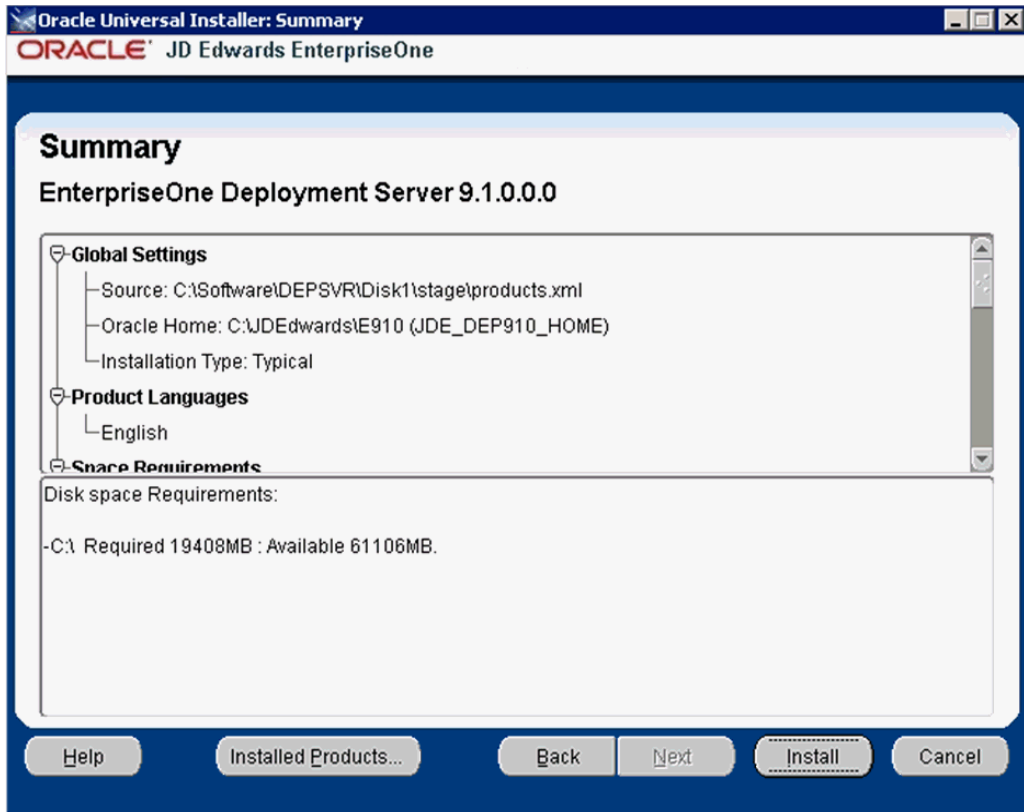 Oracle Universal Installer: Summary
ORACLE' JD Edwards EnterpriseOne
Summary
EnterpriseOne Deployment Server 9.1.0.0.0
Global Settings
Source: C:\Software\DEPSVR\Disk1\stage\products.xml
Oracle Home: C:\JDEdwards\E910 (JDE_DEP910_HOME)
Installation Type: Typical
Product Languages
English
Space Requirements
Disk space Requirements:
-C:\ Required 19408MB : Available 61106MB.
Help Installed Products... Back Next Install Cancel